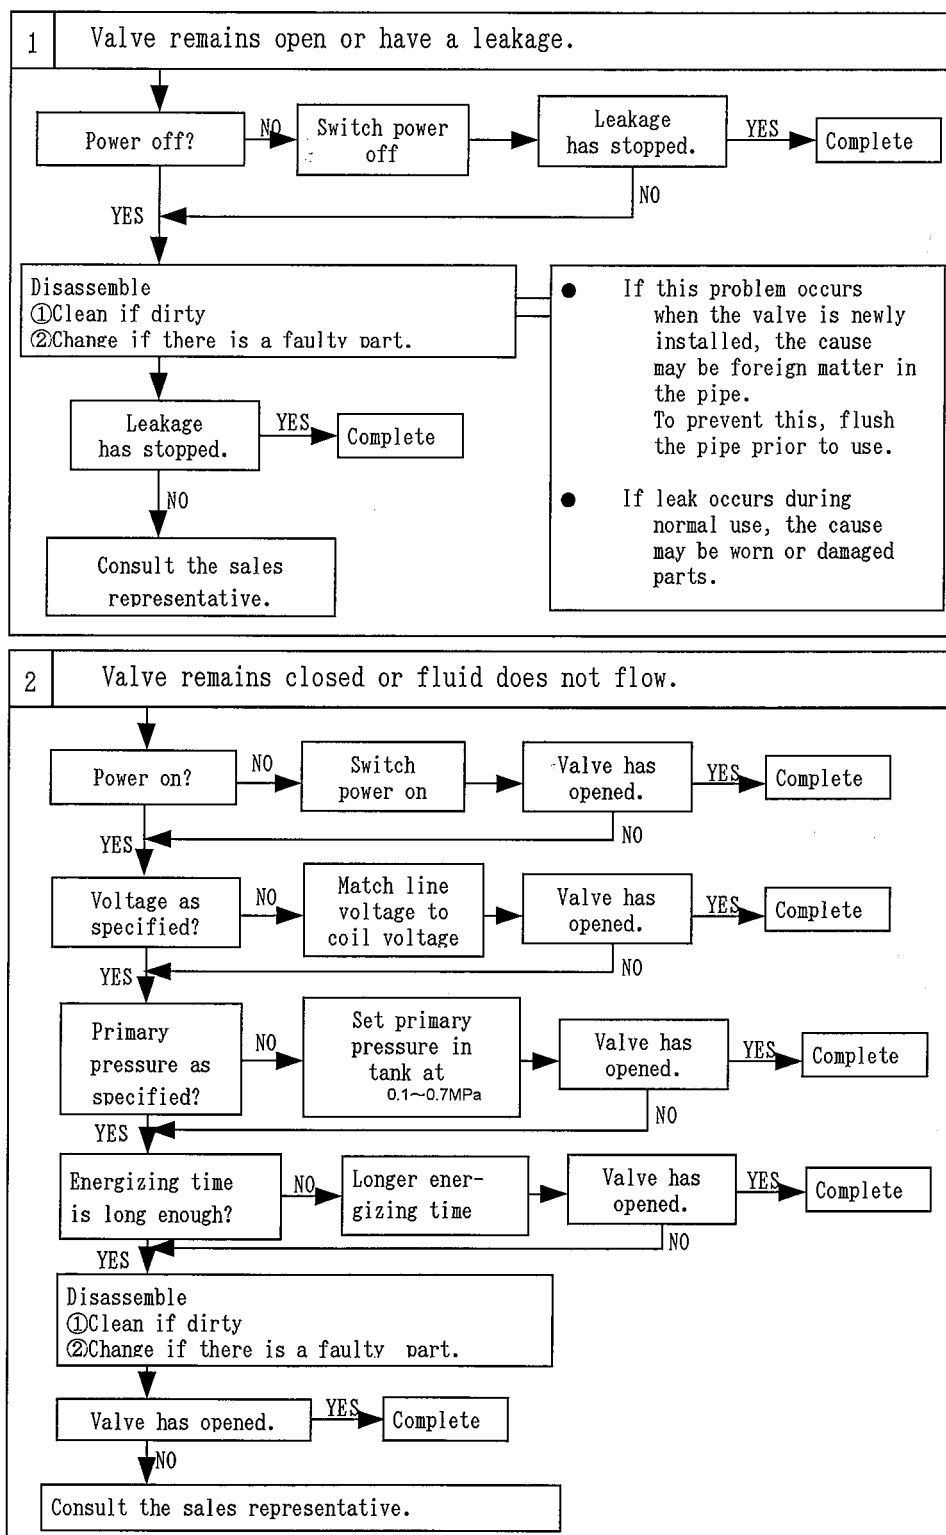 1
Valve remains open or have a leakage.
Power off?
NO
Switch power
off
Leakage
has stopped.
YES
Complete
NO
YES
Disassemble
①Clean if dirty
②Change if there is a faulty part.
● If this problem occurs
when the valve is newly
installed, the cause
may be foreign matter in
the pipe.
To prevent this, flush
the pipe prior to use.
● If leak occurs during
normal use, the cause
may be worn or damaged
parts.
Leakage
has stopped.
YES
Complete
NO
Consult the sales
representative.
2
Valve remains closed or fluid does not flow.
Power on?
NO
Switch
power on
Valve has
opened.
YES
Complete
NO
YES
Voltage as
specified?
NO
Match line
voltage to
coil voltage
Valve has
opened.
YES
Complete
NO
YES
Primary
pressure as
specified?
NO
Set primary
pressure in
tank at
0.1~0.7MPa
Valve has
opened.
YES
Complete
NO
YES
Energizing time
is long enough?
NO
Longer ener-
gizing time
Valve has
opened.
YES
Complete
NO
YES
Disassemble
①Clean if dirty
②Change if there is a faulty part.
Valve has opened.
YES
Complete
NO
Consult the sales representative.